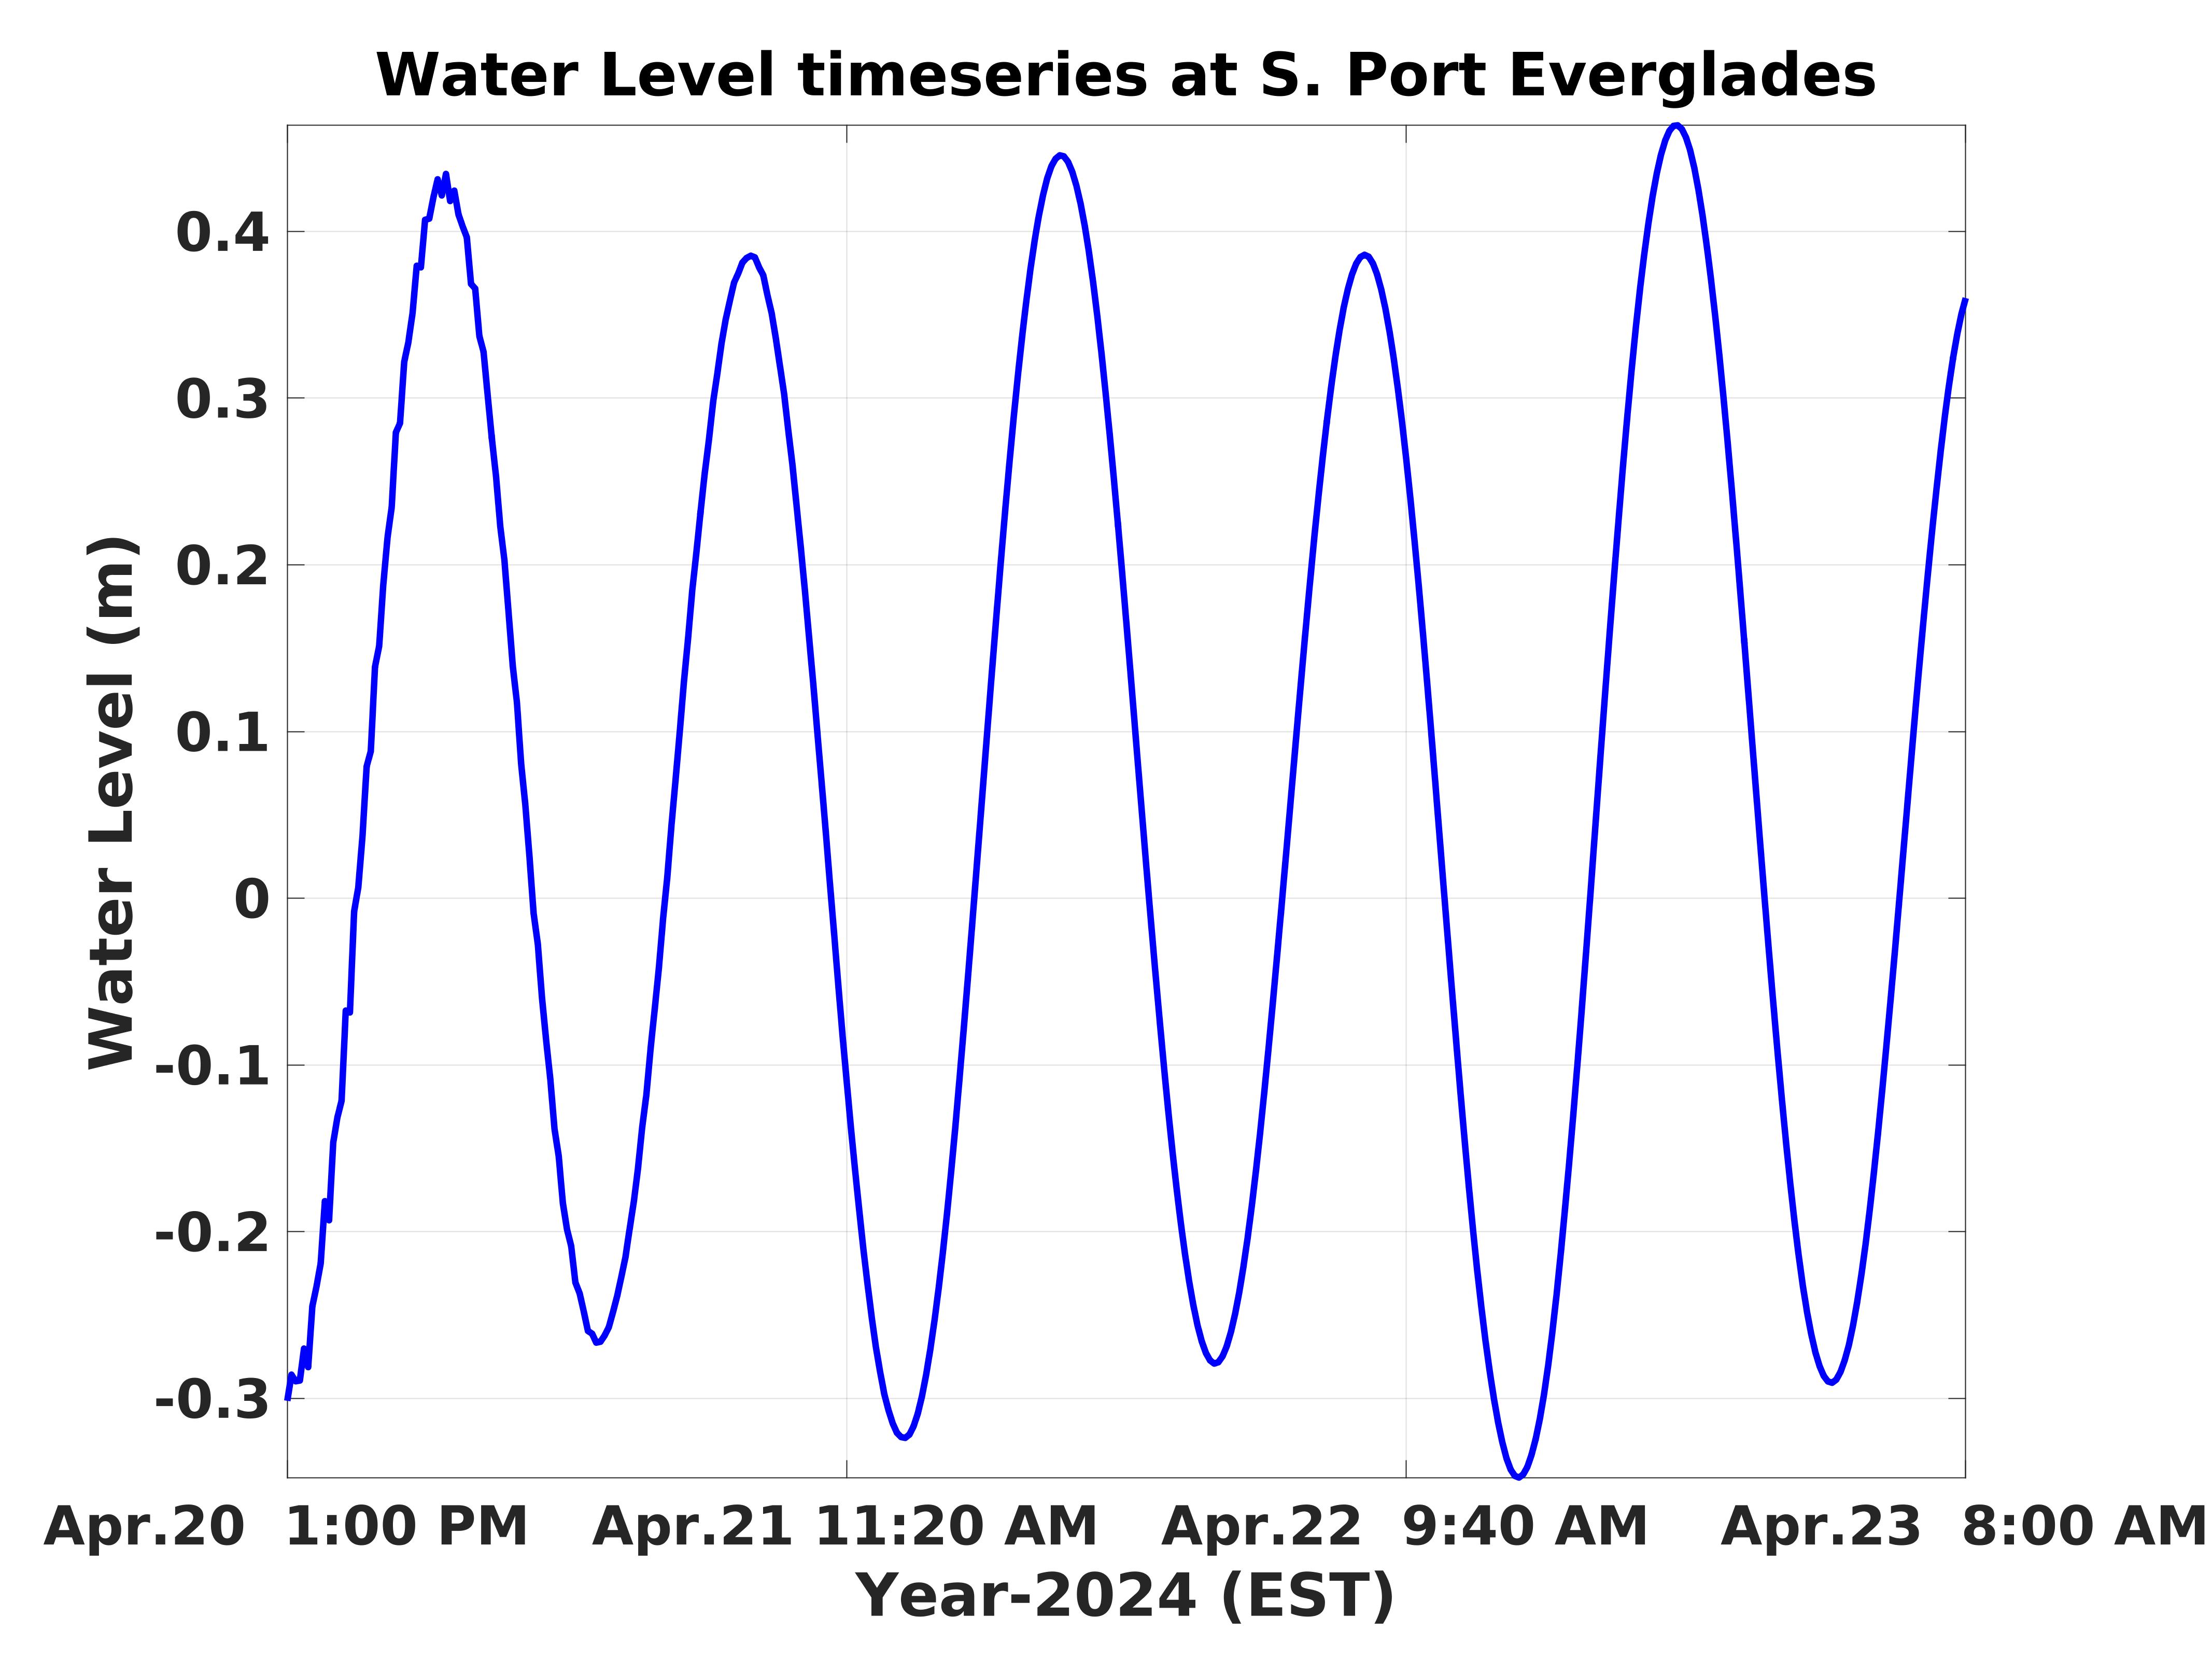 Water Level timeseries at S. Port Everglades
Water Level (m)
0.4
0.3
0.2
0.1
0
-0.1
-0.2
-0.3
Apr.20 1:00 PM Apr.21 11:20 AM Apr.22 9:40 AM Apr.23 8:00 AM
Year-2024 (EST)